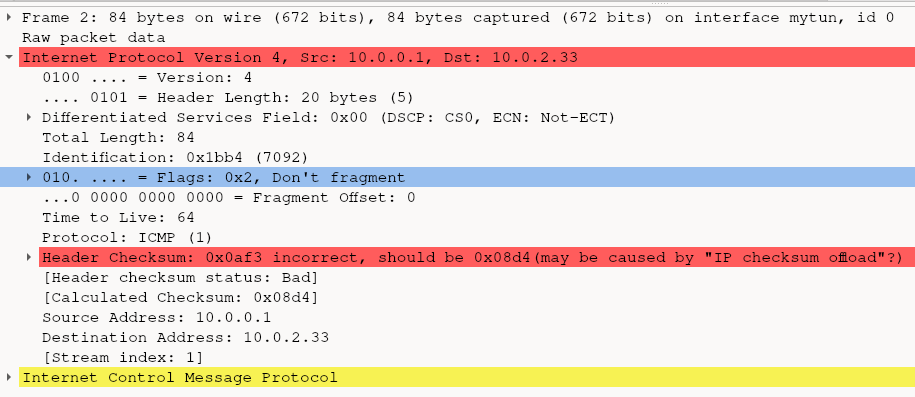 Frame 2: 84 bytes on wire (672 bits), 84 bytes captured (672 bits) on interface mytun, id 0
Raw packet data
Internet Protocol Version 4, Src: 10.0.0.1, Dst: 10.0.2.33
0100 .... = Version: 4
.... 0101 = Header Length: 20 bytes (5)
Differentiated Services Field: 0x00 (DSCP: CS0, ECN: Not-ECT)
Total Length: 84
Identification: 0x1bb4 (7092)
010. .... = Flags: 0x2, Don't fragment
...0 0000 0000 0000 = Fragment Offset: 0
Time to Live: 64
Protocol: ICMP (1)
Header Checksum: 0x0af3 incorrect, should be 0x08d4(may be caused by "IP checksum offload"?)
[Header checksum status: Bad]
[Calculated Checksum: 0x08d4]
Source Address: 10.0.0.1
Destination Address: 10.0.2.33
[Stream index: 1]
Internet Control Message Protocol